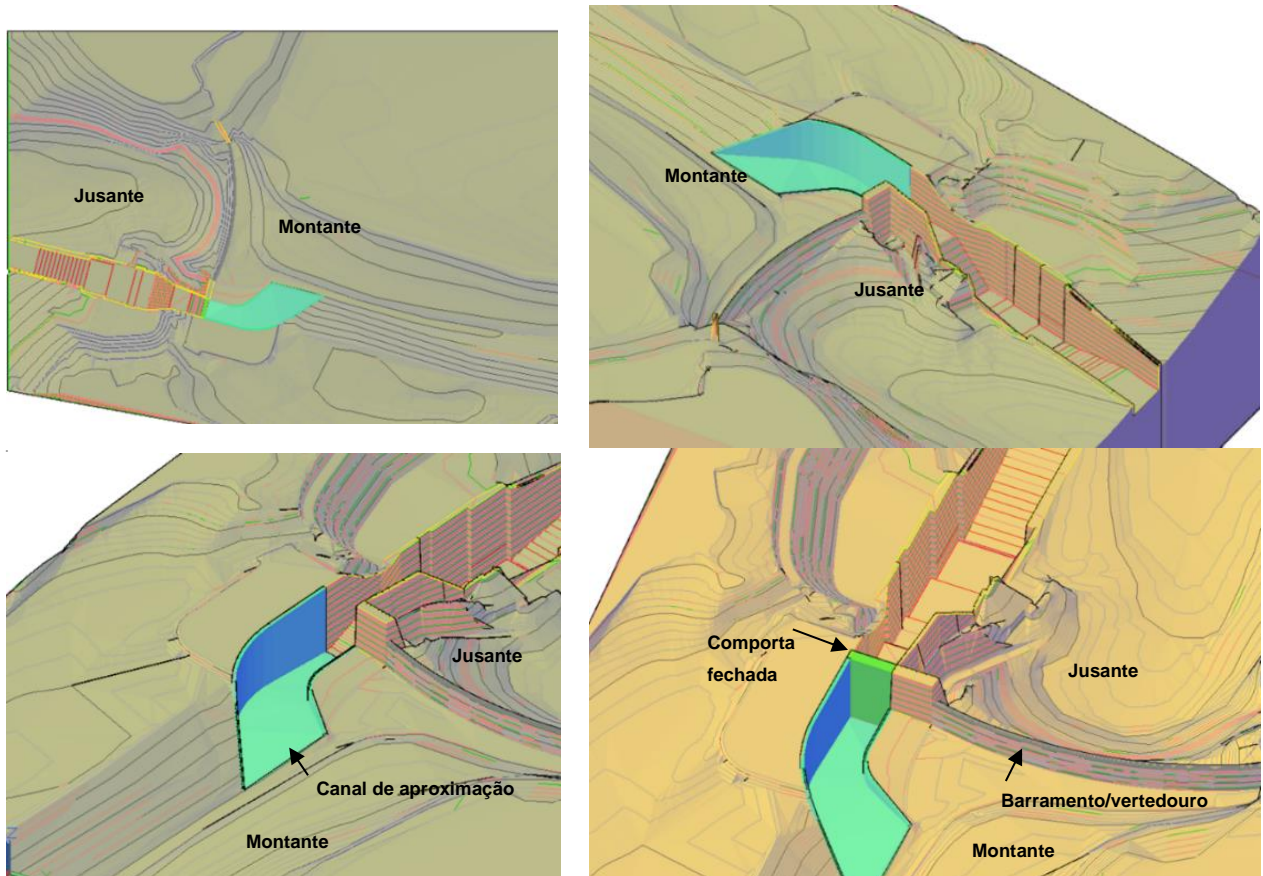 Jusante
Montante
Montante
Jusante
Jusante
Canal de aproximação
Montante
Comporta
fechada
Jusante
Barramento/vertedouro
Montante